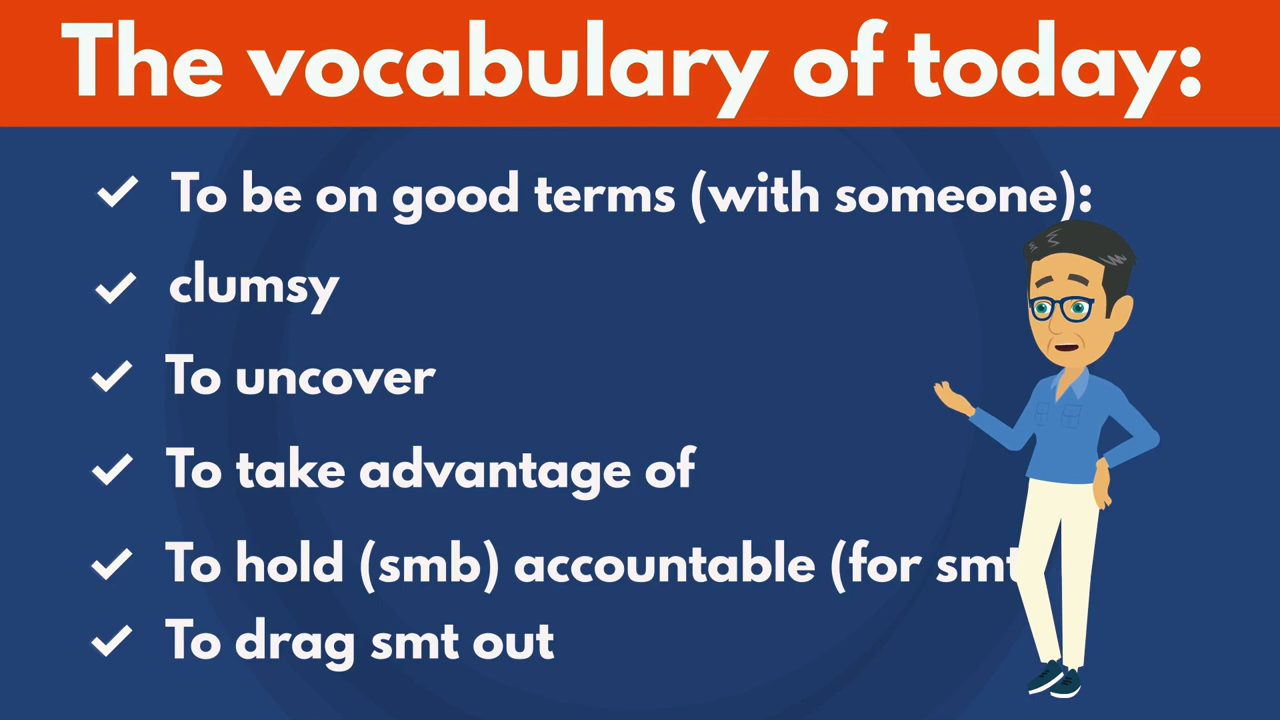 The vocabulary of today:
To be on good terms (with someone):
clumsy
To uncover
To take advantage of
To hold (smb) accountable (for smt
To drag smt out